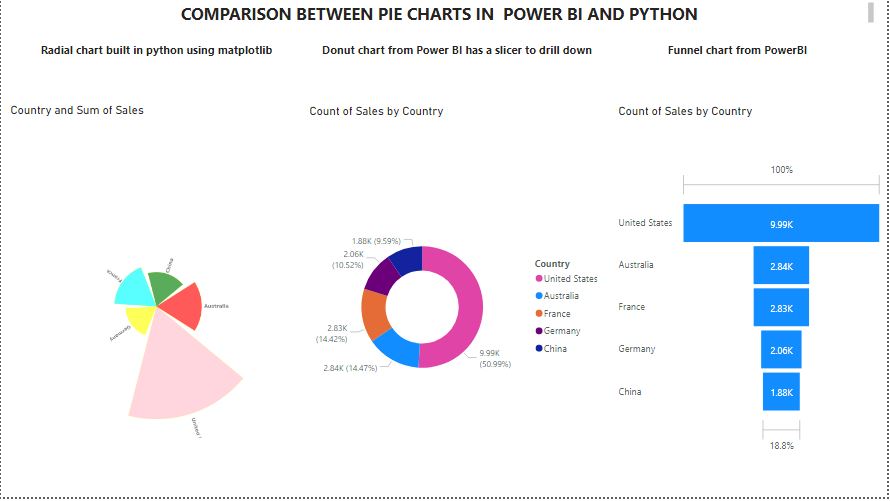 COMPARISON BETWEEN PIE CHARTS IN  POWER BI AND PYTHON
Radial chart built in python using matplotlib
Donut chart from Power BI has a slicer to drill down
Funnel chart from PowerBI
Country and Sum of Sales
China
France
Australia
Germany
Count of Sales by Country
1.88K (9.59%)
2.06K
(10.52%)
2.83K
(14.42%)
2.84K (14.47%)
9.99K
(50.99%)
Country
United States
Australia
France
Germany
China
Count of Sales by Country
100%
United States 9.99K
Australia 2.84K
France 2.83K
Germany 2.06K
China 1.88K
18.8%